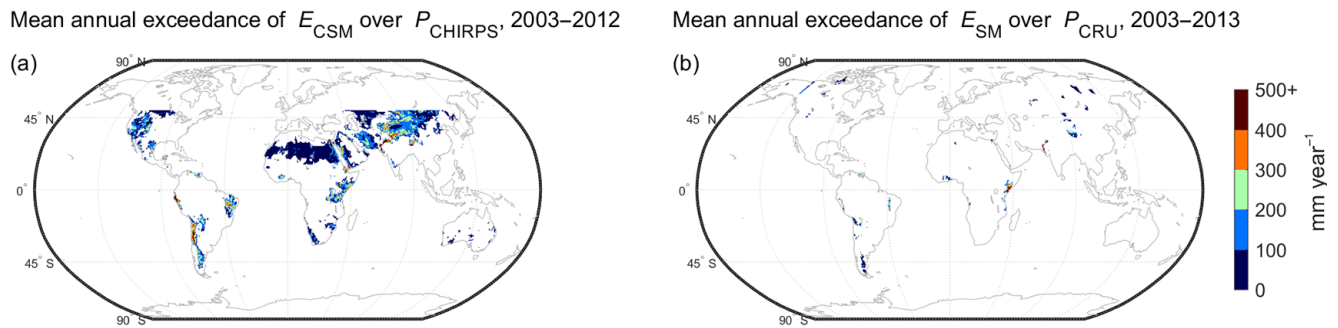 Mean annual exceedance of E_CSM over P_CHIRPS, 2003–2012
Mean annual exceedance of E_SM over P_CRU, 2003–2013
(a)
90° N
45° N
0°
45° S
90° S
(b)
90° N
45° N
0°
45° S
90° S
500+
400
300
200
100
0
mm year⁻¹